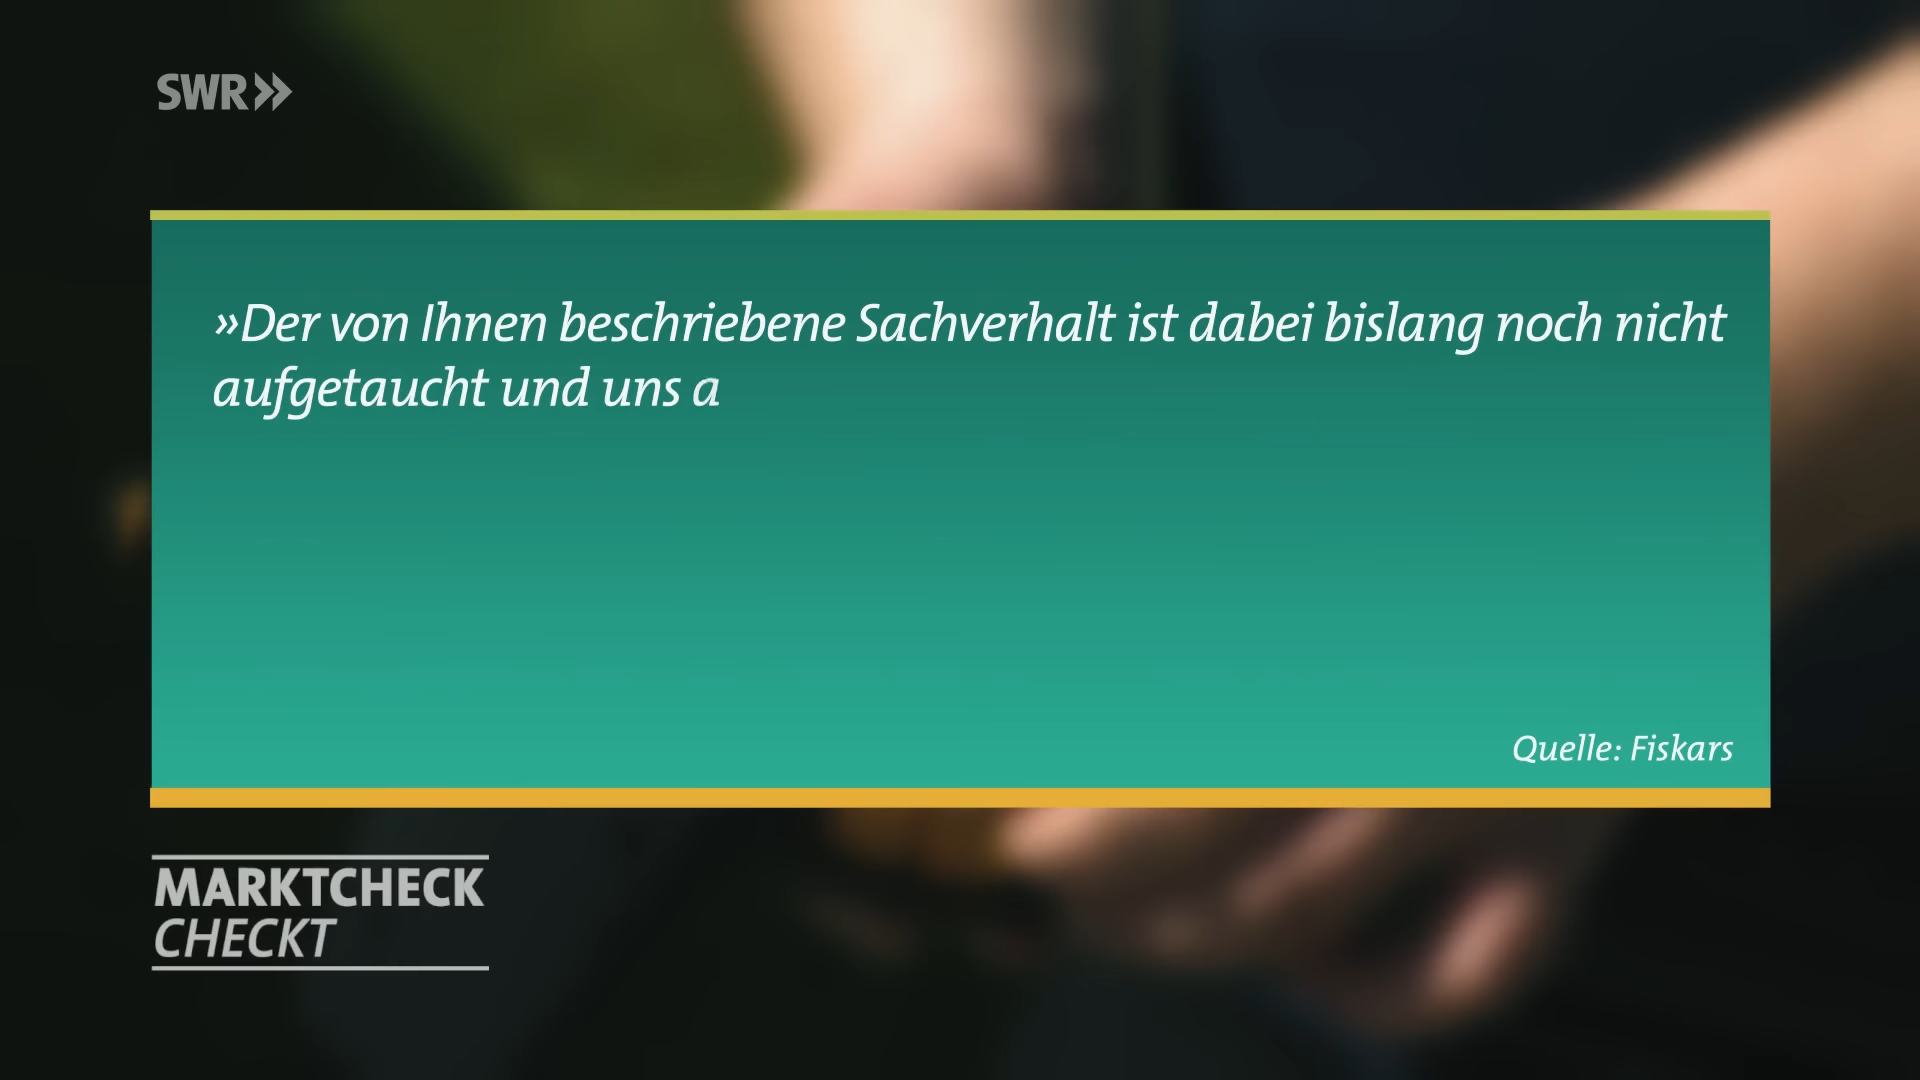 SWR»
»Der von Ihnen beschriebene Sachverhalt ist dabei bislang noch nicht
aufgetaucht und uns a
Quelle: Fiskars
MARKTCHECK
CHECKT